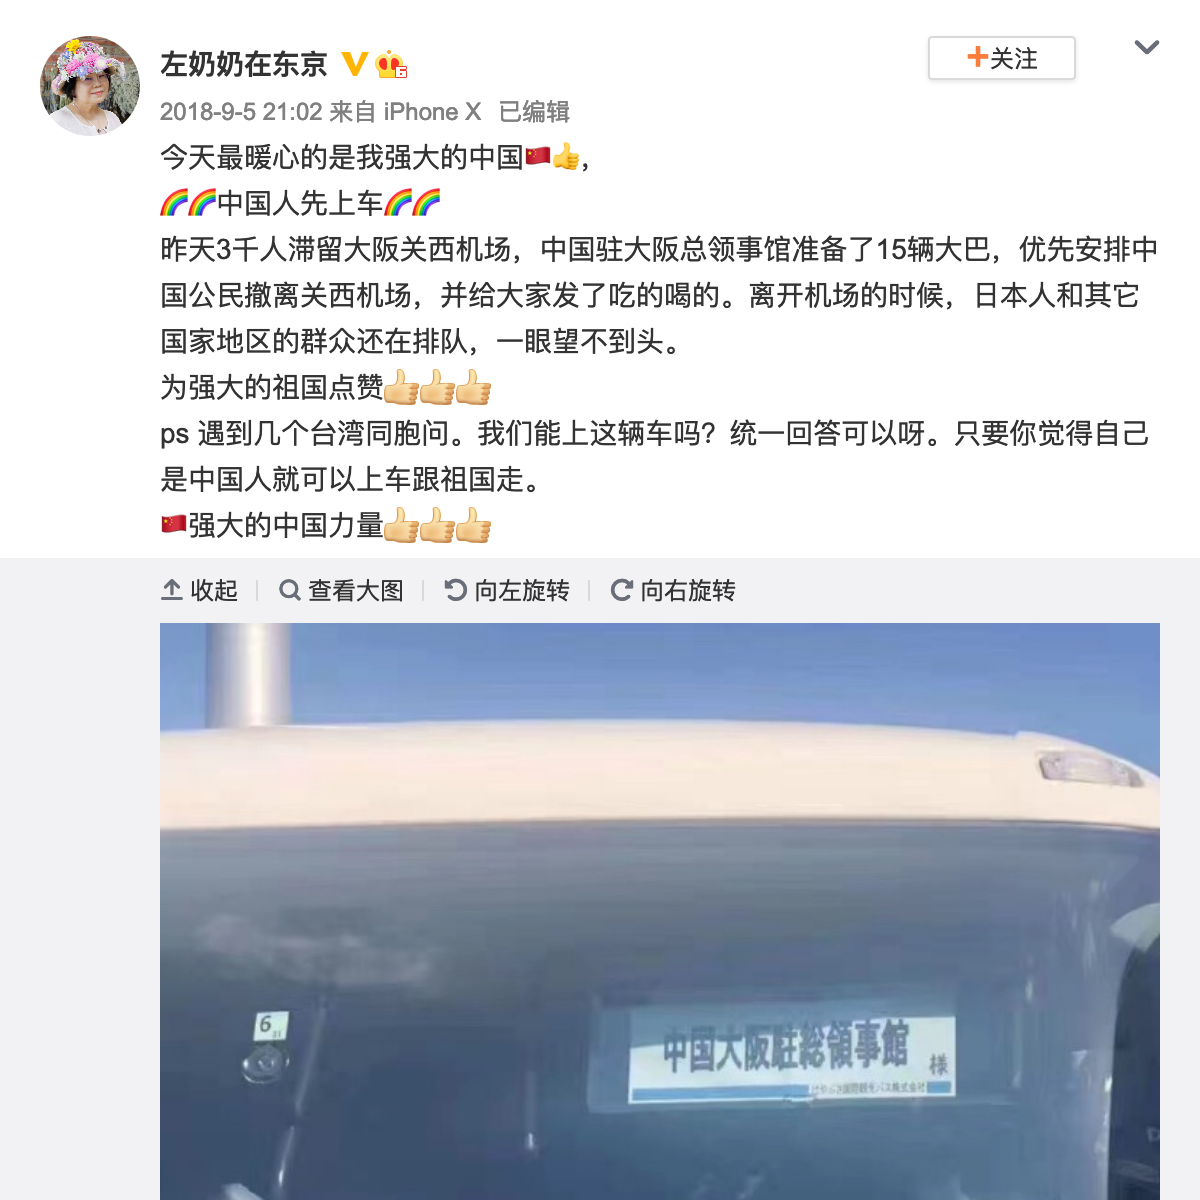 左奶奶在东京
+关注
2018-9-5 21:02 来自 iPhone X 已编辑
今天最暖心的是我强大的中国🇨🇳👍,
🌈🌈中国人先上车🌈🌈
昨天3千人滞留大阪关西机场，中国驻大阪总领事馆准备了15辆大巴，优先安排中
国公民撤离关西机场，并给大家发了吃的喝的。离开机场的时候，日本人和其它
国家地区的群众还在排队，一眼望不到头。
为强大的祖国点赞👍🏻👍🏻👍🏻
ps 遇到几个台湾同胞问。我们能上这辆车吗？统一回答可以呀。只要你觉得自己
是中国人就可以上车跟祖国走。
🇨🇳强大的中国力量👍🏻👍🏻👍🏻
收起 查看大图 向左旋转 向右旋转
6
中国大阪駐総領事館 様
国際観光バス株式会社